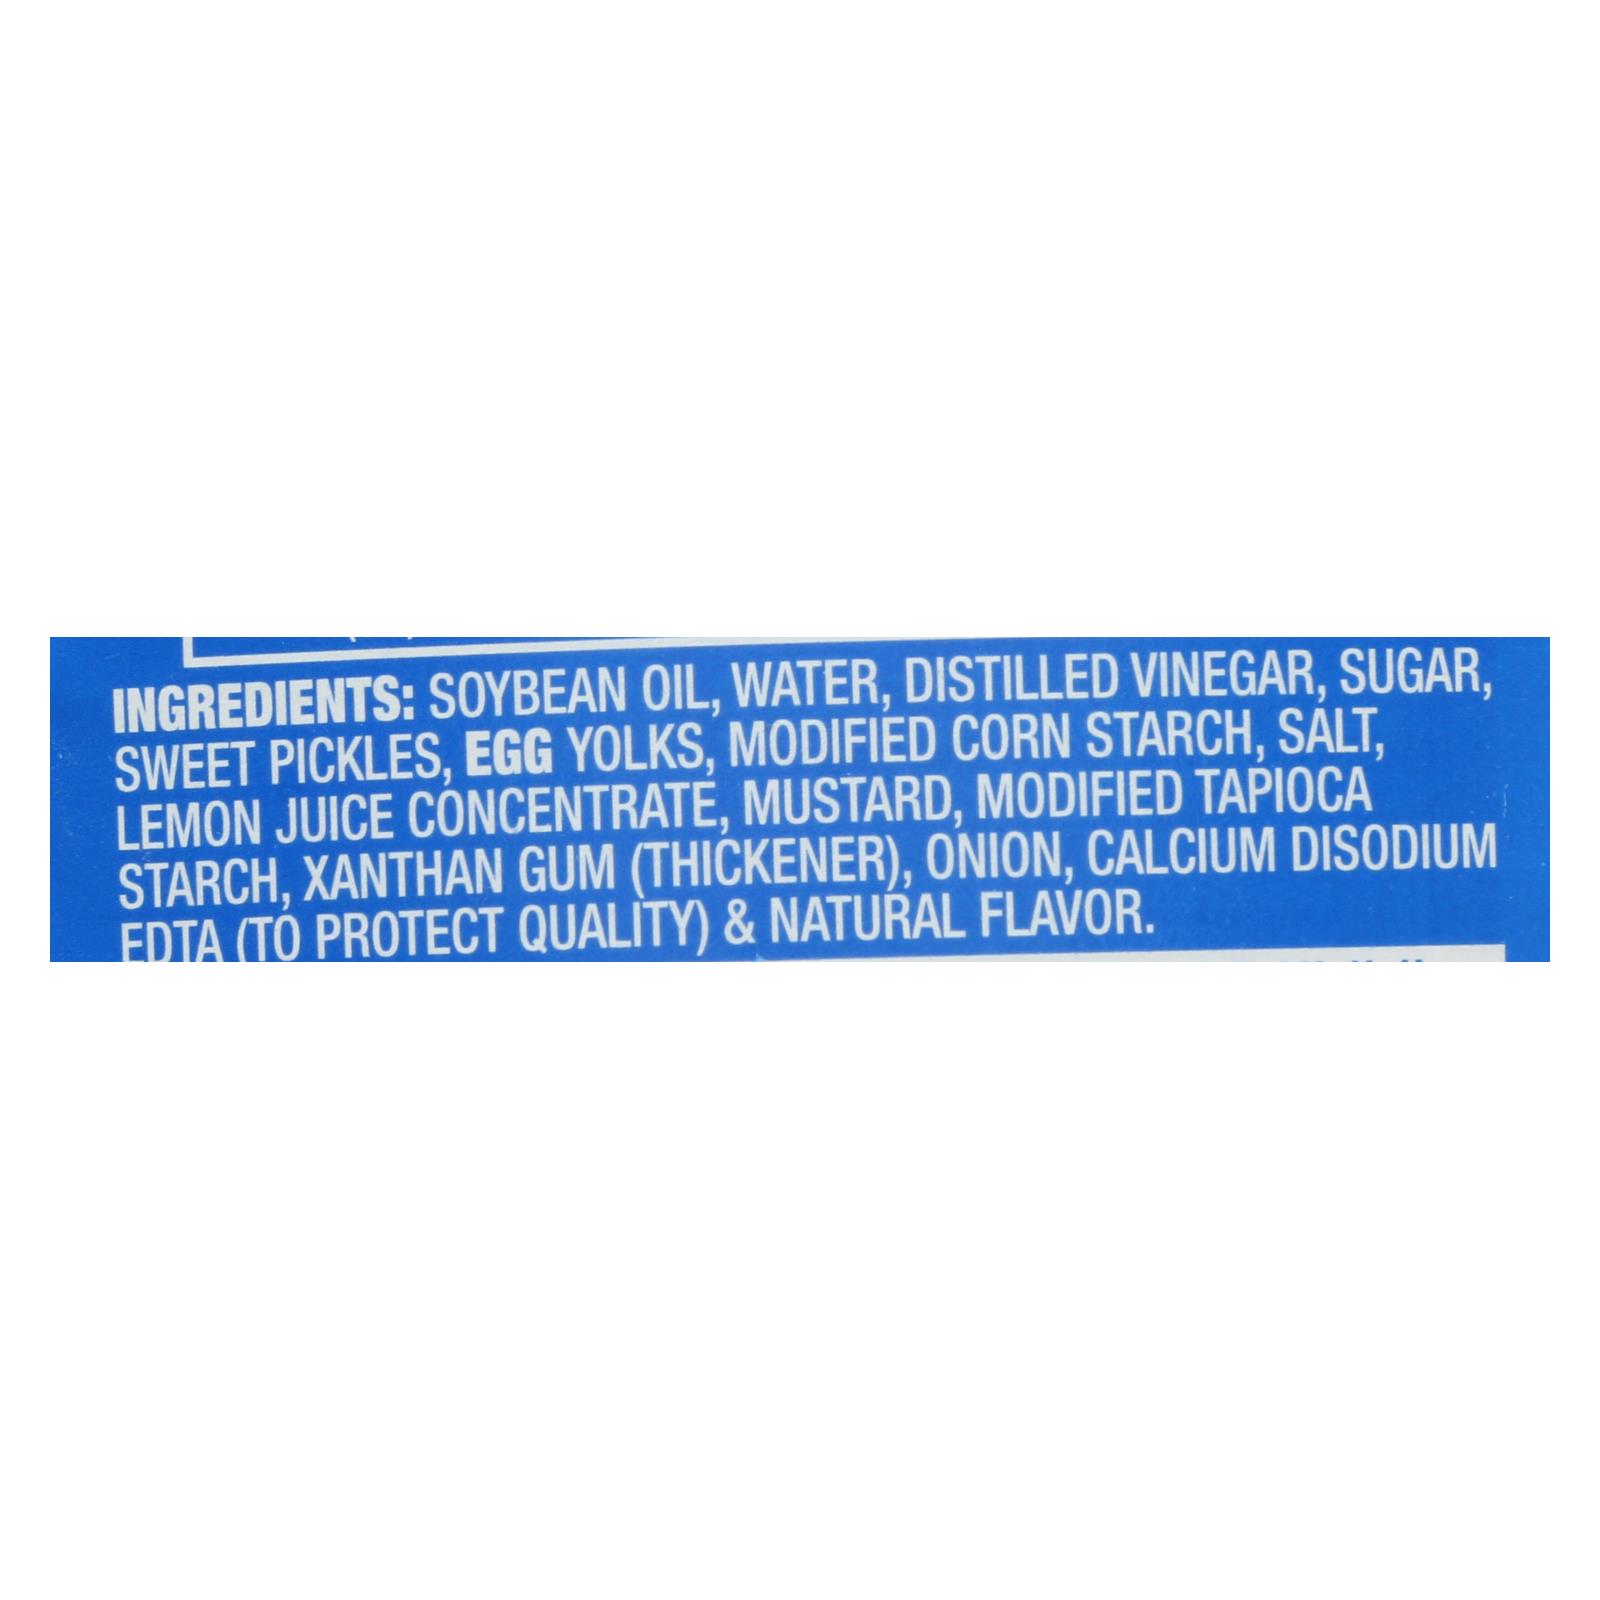 INGREDIENTS: SOYBEAN OIL, WATER, DISTILLED VINEGAR, SUGAR,
SWEET PICKLES, EGG YOLKS, MODIFIED CORN STARCH, SALT,
LEMON JUICE CONCENTRATE, MUSTARD, MODIFIED TAPIOCA
STARCH, XANTHAN GUM (THICKENER), ONION, CALCIUM DISODIUM
EDTA (TO PROTECT QUALITY) & NATURAL FLAVOR.